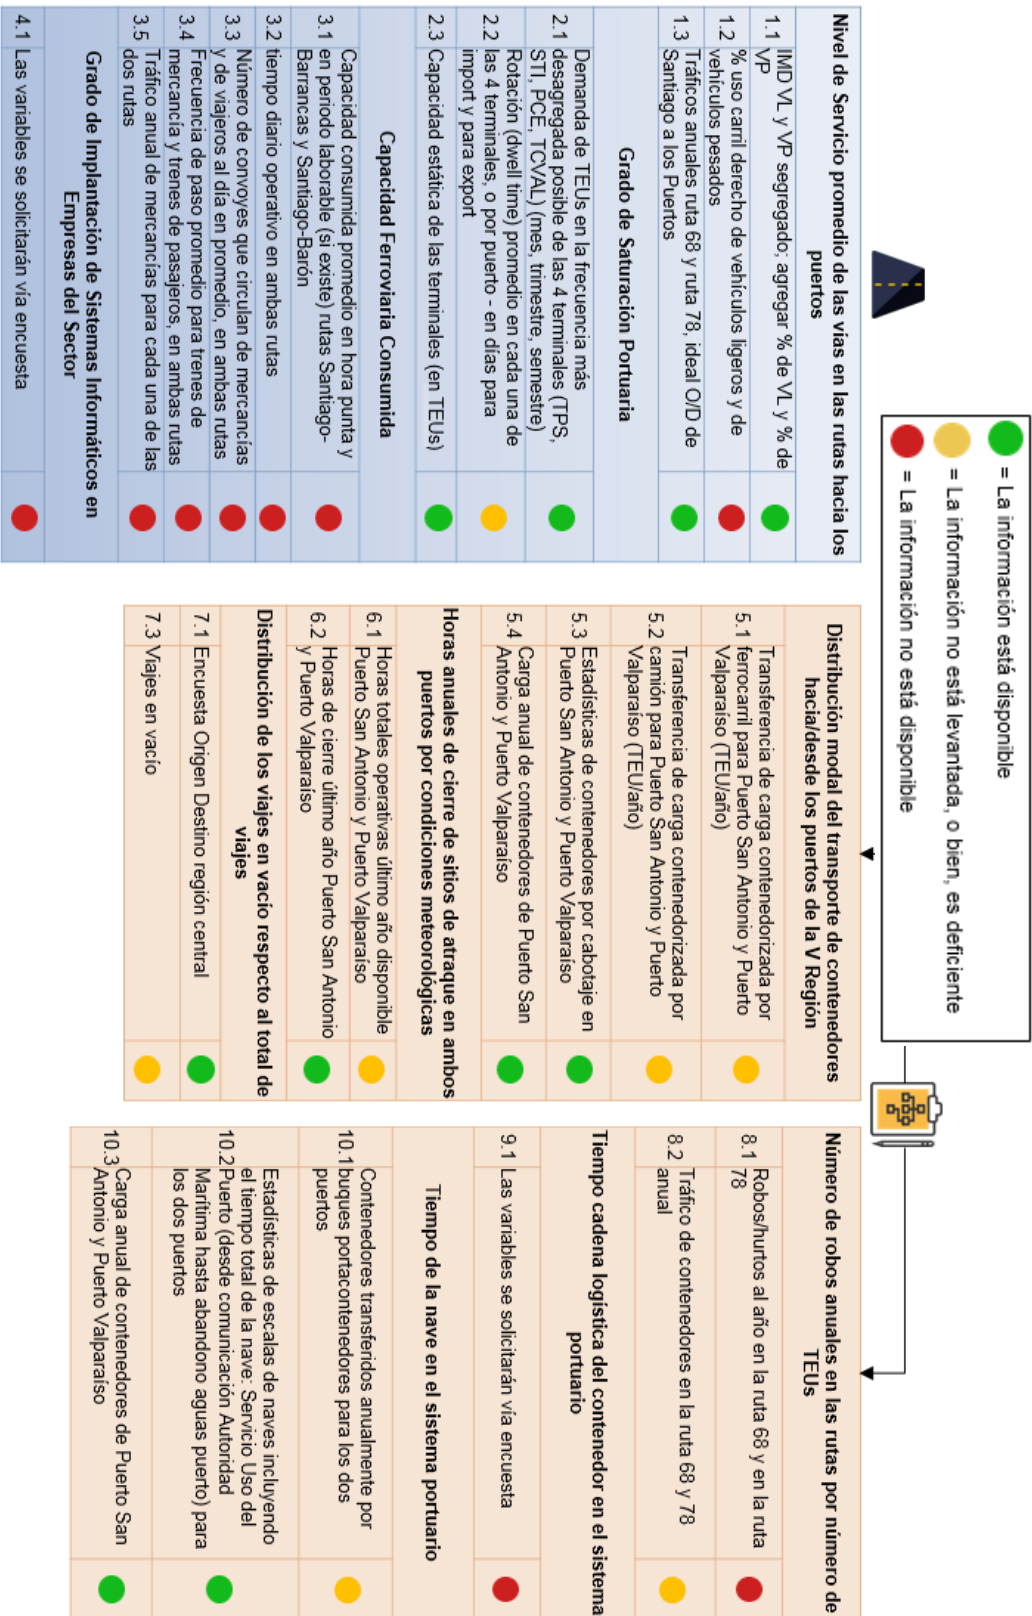 = La información está disponible
= La información no está levantada, o bien, es deficiente
= La información no está disponible
Nivel de Servicio promedio de las vías en las rutas hacia los
puertos
1.1 IMD VL y VP segregado; agregar % de VL y % de
VP
1.2 % uso carril derecho de vehículos ligeros y de
vehículos pesados
1.3 Tráficos anuales ruta 68 y ruta 78, ideal O/D de
Santiago a los Puertos
Grado de Saturación Portuaria
Demanda de TEUs en la frecuencia más
2.1 desagregada posible de las 4 terminales (TPS,
STI, PCE, TCVAL) (mes, trimestre, semestre)
Rotación (dwell time) promedio en cada una de
2.2 las 4 terminales, o por puerto - en días para
import y para export
2.3 Capacidad estática de las terminales (en TEUs)
Capacidad Ferroviaria Consumida
Capacidad consumida promedio en hora punta y
3.1 en periodo laborable (si existe) rutas Santiago-
Barrancas y Santiago-Barón
3.2 tiempo diario operativo en ambas rutas
3.3 Número de convoyes que circulan de mercancías
y de viajeros al día en promedio, en ambas rutas
3.4 Frecuencia de paso promedio para trenes de
mercancía y trenes de pasajeros, en ambas rutas
3.5 Tráfico anual de mercancías para cada una de las
dos rutas
Grado de Implantación de Sistemas Informáticos en
Empresas del Sector
4.1 Las variables se solicitarán vía encuesta
Distribución modal del transporte de contenedores
hacia/desde los puertos de la V Región
Transferencia de carga contenedorizada por
5.1 ferrocarril para Puerto San Antonio y Puerto
Valparaíso (TEU/año)
Transferencia de carga contenedorizada por
5.2 camión para Puerto San Antonio y Puerto
Valparaíso (TEU/año)
5.3 Estadísticas de contenedores por cabotaje en
Puerto San Antonio y Puerto Valparaíso
5.4 Carga anual de contenedores de Puerto San
Antonio y Puerto Valparaíso
Horas anuales de cierre de sitios de atraque en ambos
puertos por condiciones meteorológicas
6.1 Horas totales operativas último año disponible
Puerto San Antonio y Puerto Valparaíso
6.2 Horas de cierre último año Puerto San Antonio
y Puerto Valparaíso
Distribución de los viajes en vacío respecto al total de
viajes
7.1 Encuesta Origen Destino región central
7.3 Viajes en vacío
Número de robos anuales en las rutas por número de
TEUs
8.1 Robos/hurtos al año en la ruta 68 y en la ruta
78
8.2 Tráfico de contenedores en la ruta 68 y 78
anual
Tiempo cadena logística del contenedor en el sistema
portuario
9.1 Las variables se solicitarán vía encuesta
Tiempo de la nave en el sistema portuario
Contenedores transferidos anualmente por
10.1 buques portacontenedores para los dos
puertos
Estadísticas de escalas de naves incluyendo
el tiempo total de la nave: Servicio Uso del
10.2 Puerto (desde comunicación Autoridad
Marítima hasta abandono aguas puerto) para
los dos puertos
10.3 Carga anual de contenedores de Puerto San
Antonio y Puerto Valparaíso